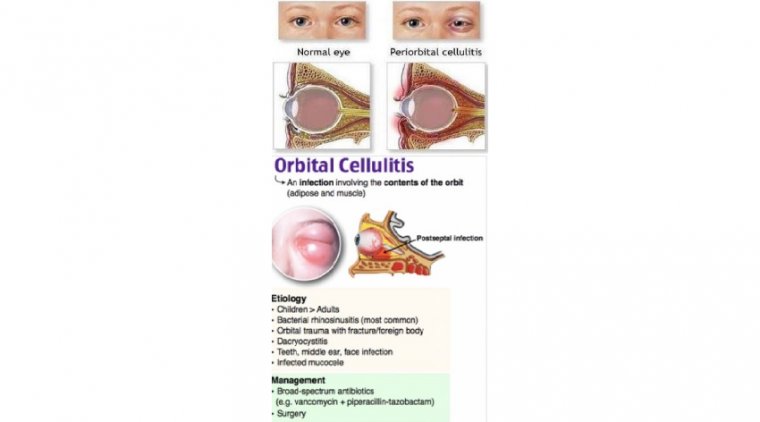 Normal eye
Periorbital cellulitis
Orbital Cellulitis
An infection involving the contents of the orbit
(adipose and muscle)
Postseptal infection
Etiology
• Children > Adults
• Bacterial rhinosinusitis (most common)
• Orbital trauma with fracture/foreign body
• Dacryocystitis
• Teeth, middle ear, face infection
• Infected mucocele
Management
• Broad-spectrum antibiotics
(e.g. vancomycin + piperacillin-tazobactam)
• Surgery